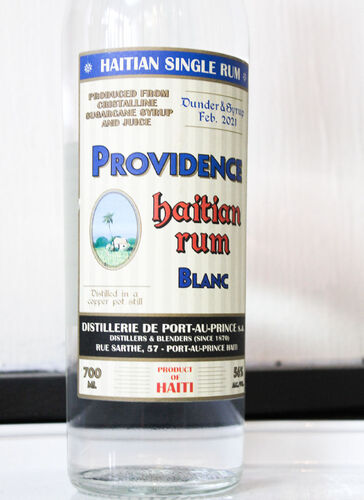 HAITIAN SINGLE RUM
PRODUCED FROM
CRISTALLINE
SUGARCANE SYRUP
AND JUICE
Dunder & Syrup
Feb. 2021
PROVIDENCE
haitian
rum
BLANC
Distilled in a
copper pot still
DISTILLERIE DE PORT-AU-PRINCE S.A.
DISTILLERS & BLENDERS (SINCE 1870)
RUE SARTHE, 57 - PORT-AU-PRINCE HAITI
700
ML
PRODUCT
OF
HAITI
56%
ALC./VOL.